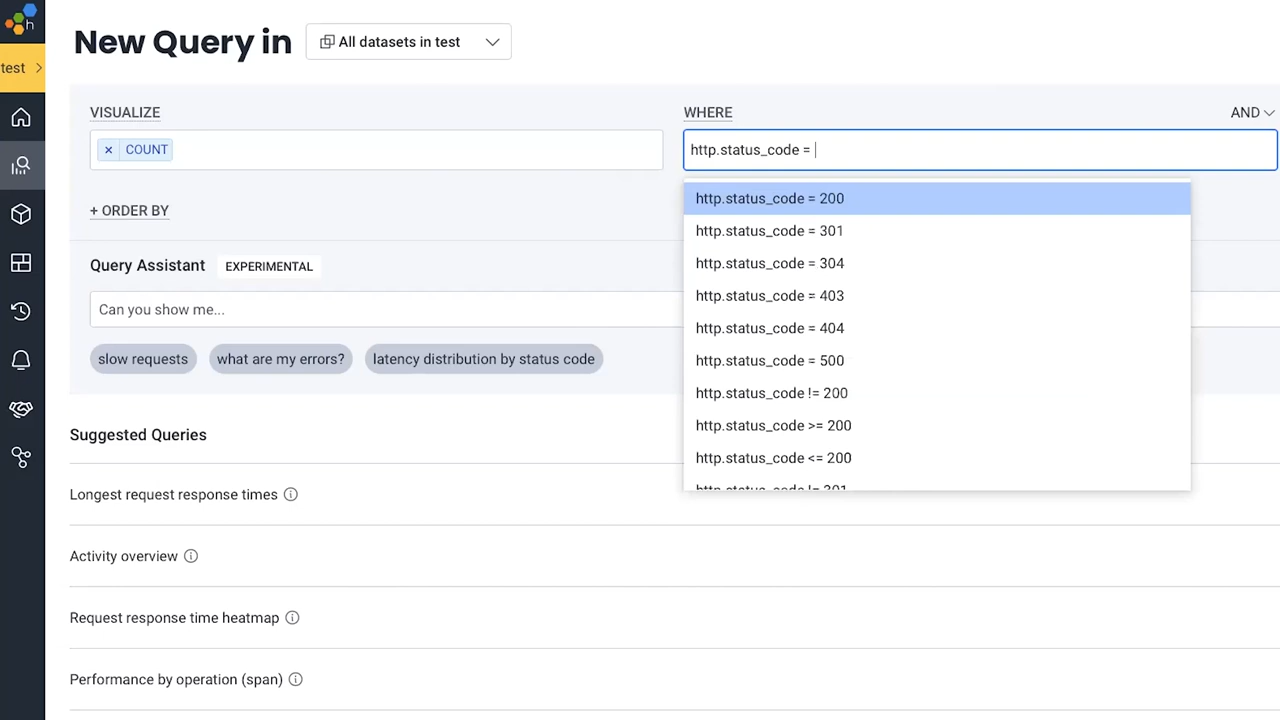 h
New Query in
All datasets in test
test
VISUALIZE
WHERE
AND
× COUNT
http.status_code =
+ ORDER BY
http.status_code = 200
http.status_code = 301
http.status_code = 304
http.status_code = 403
http.status_code = 404
http.status_code = 500
http.status_code != 200
http.status_code >= 200
http.status_code <= 200
http.status_code != 301
Query Assistant
EXPERIMENTAL
Can you show me...
slow requests
what are my errors?
latency distribution by status code
Suggested Queries
Longest request response times
Activity overview
Request response time heatmap
Performance by operation (span)